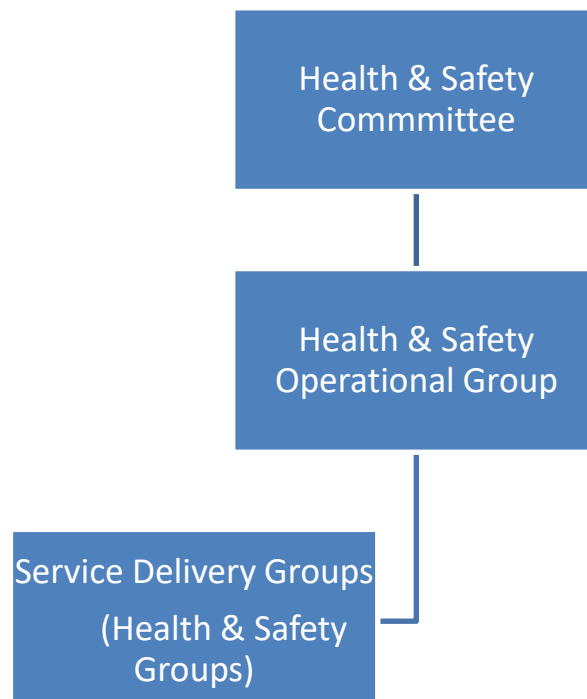 Health & Safety
Commmittee
Health & Safety
Operational Group
Service Delivery Groups
(Health & Safety
Groups)